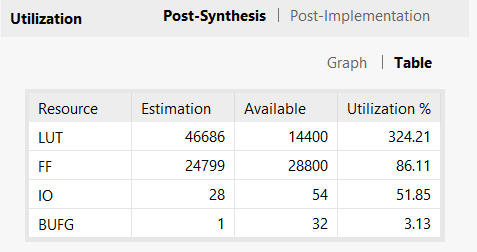 Utilization Post-Synthesis | Post-Implementation
Graph | Table
Resource Estimation Available Utilization %
LUT 46686 14400 324.21
FF 24799 28800 86.11
IO 28 54 51.85
BUFG 1 32 3.13